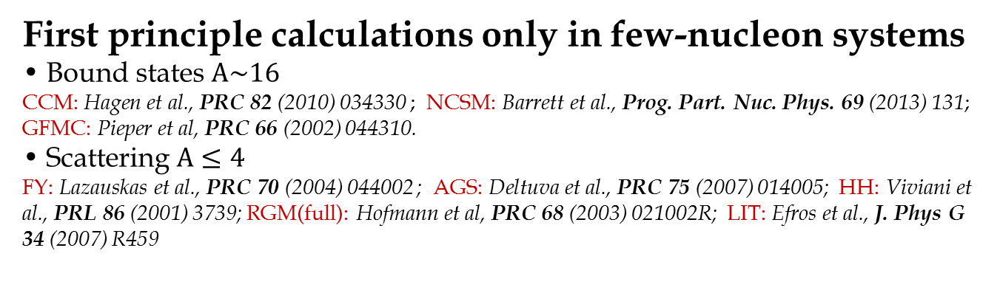 First principle calculations only in few-nucleon systems
• Bound states A~16
CCM: Hagen et al., PRC 82 (2010) 034330 ; NCSM: Barrett et al., Prog. Part. Nuc. Phys. 69 (2013) 131;
GFMC: Pieper et al, PRC 66 (2002) 044310.
• Scattering A ≤ 4
FY: Lazauskas et al., PRC 70 (2004) 044002 ; AGS: Deltuva et al., PRC 75 (2007) 014005; HH: Viviani et
al., PRL 86 (2001) 3739; RGM(full): Hofmann et al, PRC 68 (2003) 021002R; LIT: Efros et al., J. Phys G
34 (2007) R459